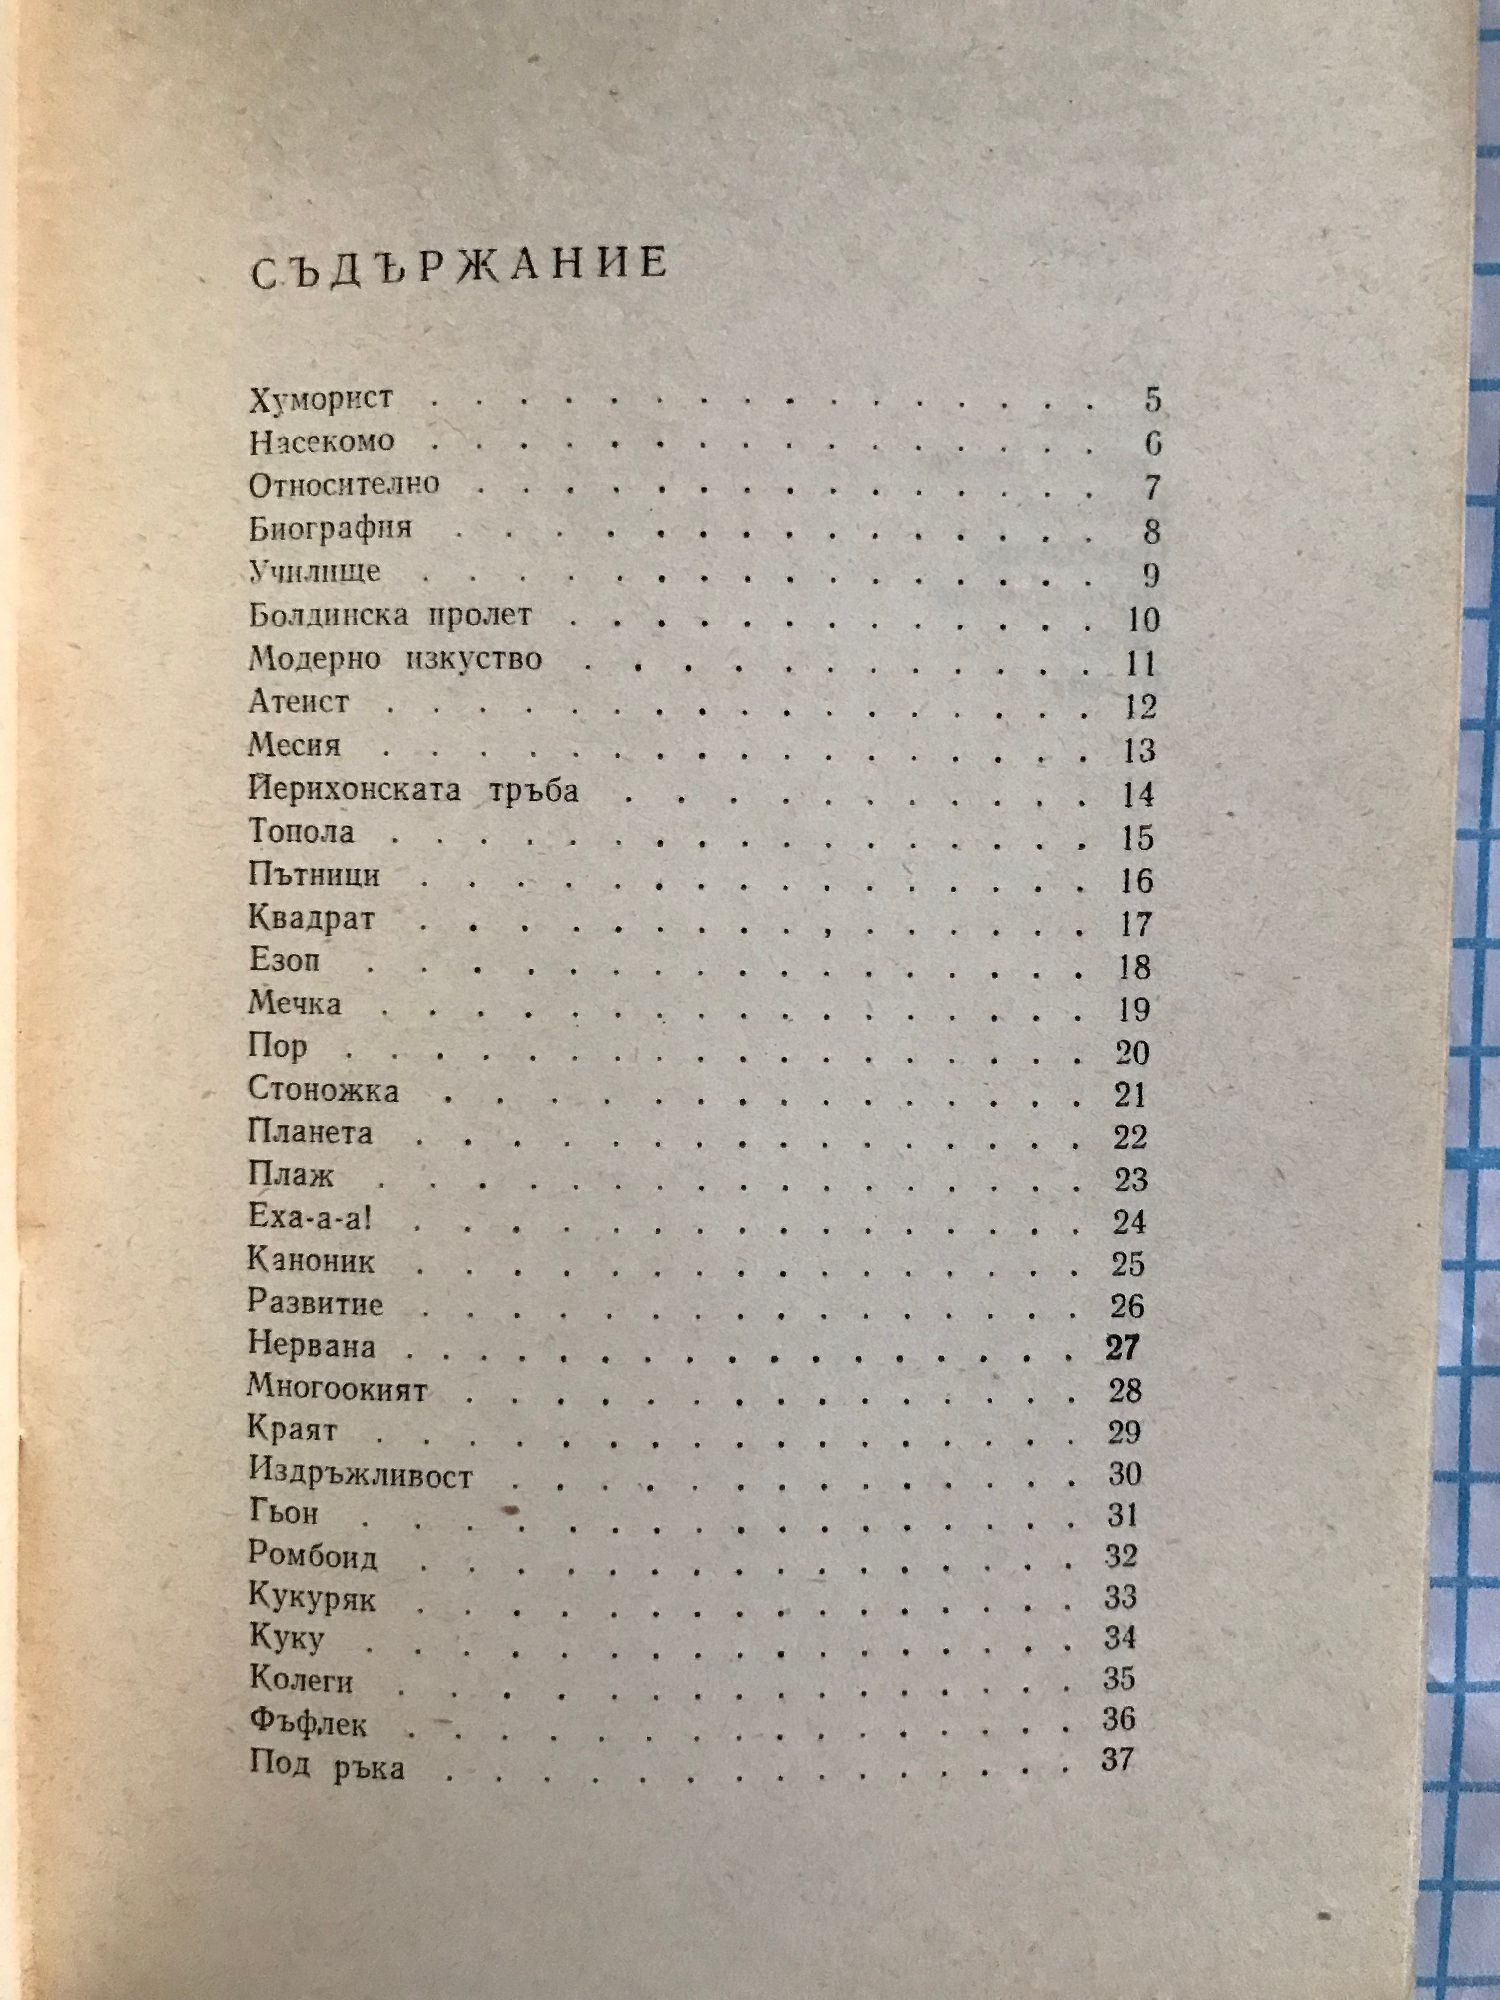 СЪДЪРЖАНИЕ
Хуморист . . . . . . . . . . . . . . . 5
Насекомо . . . . . . . . . . . . . . . 6
Относително . . . . . . . . . . . . . . 7
Биография . . . . . . . . . . . . . . 8
Училище . . . . . . . . . . . . . . . 9
Болдинска пролет . . . . . . . . . . . . 10
Модерно изкуство . . . . . . . . . . . 11
Атеист . . . . . . . . . . . . . . . . 12
Месия . . . . . . . . . . . . . . . . 13
Йерихонската тръба . . . . . . . . . . 14
Топола . . . . . . . . . . . . . . . . 15
Пътници . . . . . . . . . . . . . . . 16
Квадрат . . . . . . . . . , . . . . . . 17
Езоп . . . . . . . . . . . . . . . . 18
Мечка . . . . . . . . . . . . . . . . 19
Пор . . . . . . . . . . . . . . . . . 20
Стоножка . . . . . . . . . . . . . . . 21
Планета . . . . . . . . . . . . . . . 22
Плаж . . . . . . . . . . . . . . . . 23
Еха-а-а! . . . . . . . . . . . . . . . 24
Каноник . . . . . . . . . . . . . . . 25
Развитие . . . . . . . . . . . . . . . 26
Нервана . . . . . . . . . . . . . . . . 27
Многоокият . . . . . . . . . . . . . . 28
Краят . . . . . . . . . . . . . . . . 29
Издръжливост . . . . . . . . . . . . . 30
Гьон . . . . . . . . . . . . . . . . 31
Ромбоид . . . . . . . . . . . . . . . 32
Кукуряк . . . . . . . . . . . . . . . 33
Куку . . . . . . . . . . . . . . . . 34
Колеги . . . . . . . . . . . . . . . 35
Фъфлек . . . . . . . . . . . . . . . 36
Под ръка . . . . . . . . . . . . . . 37